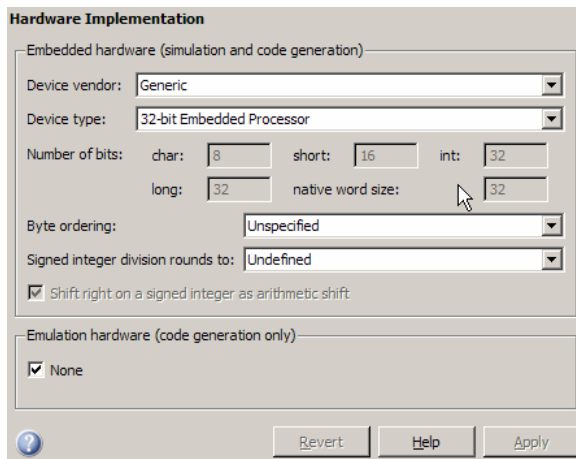 Hardware Implementation
Embedded hardware (simulation and code generation)
Device vendor: Generic
Device type: 32-bit Embedded Processor
Number of bits: char: 8 short: 16 int: 32
long: 32 native word size: 32
Byte ordering: Unspecified
Signed integer division rounds to: Undefined
Shift right on a signed integer as arithmetic shift
Emulation hardware (code generation only)
None
? Revert Help Apply